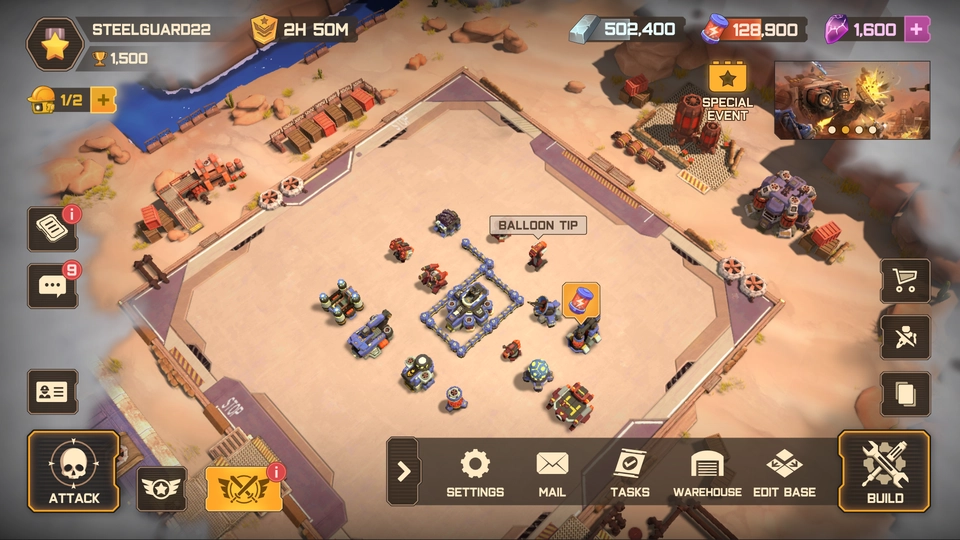 STEELGUARD22
2H 50M
502,400
128,900
1,600
+
1,500
1/2
+
SPECIAL
EVENT
i
BALLOON TIP
9
STOP
i
ATTACK
SETTINGS
MAIL
TASKS
WAREHOUSE
EDIT BASE
BUILD